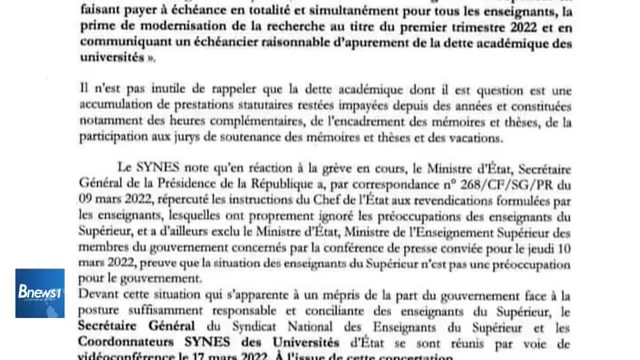 faisant payer à échéance en totalité et simultanément pour tous les enseignants, la
prime de modernisation de la recherche au titre du premier trimestre 2022 et en
communiquant un échéancier raisonnable d'apurement de la dette académique des
universités ».
Il n'est pas inutile de rappeler que la dette académique dont il est question est une
accumulation de prestations statutaires restées impayées depuis des années et constituées
notamment des heures complémentaires, de l'encadrement des mémoires et thèses, de la
participation aux jurys de soutenance des mémoires et thèses et des vacations.
Le SYNES note qu'en réaction à la grève en cours, le Ministre d'État, Secrétaire
Général de la Présidence de la République a, par correspondance n° 268/CF/SG/PR du
09 mars 2022, répercuté les instructions du Chef de l'État aux revendications formulées par
les enseignants, lesquelles ont proprement ignoré les préoccupations des enseignants du
Supérieur, et a d'ailleurs exclu le Ministre d'État, Ministre de l'Enseignement Supérieur des
membres du gouvernement concernés par la conférence de presse conviée pour le jeudi 10
mars 2022, preuve que la situation des enseignants du Supérieur n'est pas une préoccupation
pour le gouvernement.
Devant cette situation qui s'apparente à un mépris de la part du gouvernement face à la
posture suffisamment responsable et conciliante des enseignants du Supérieur, le
Secrétaire Général du Syndicat National des Enseignants du Supérieur et les
Coordonnateurs SYNES des Universités d'État se sont réunis par voie de
vidéoconférence le 17 mars 2022. À l'issue de cette concertation
Bnews1